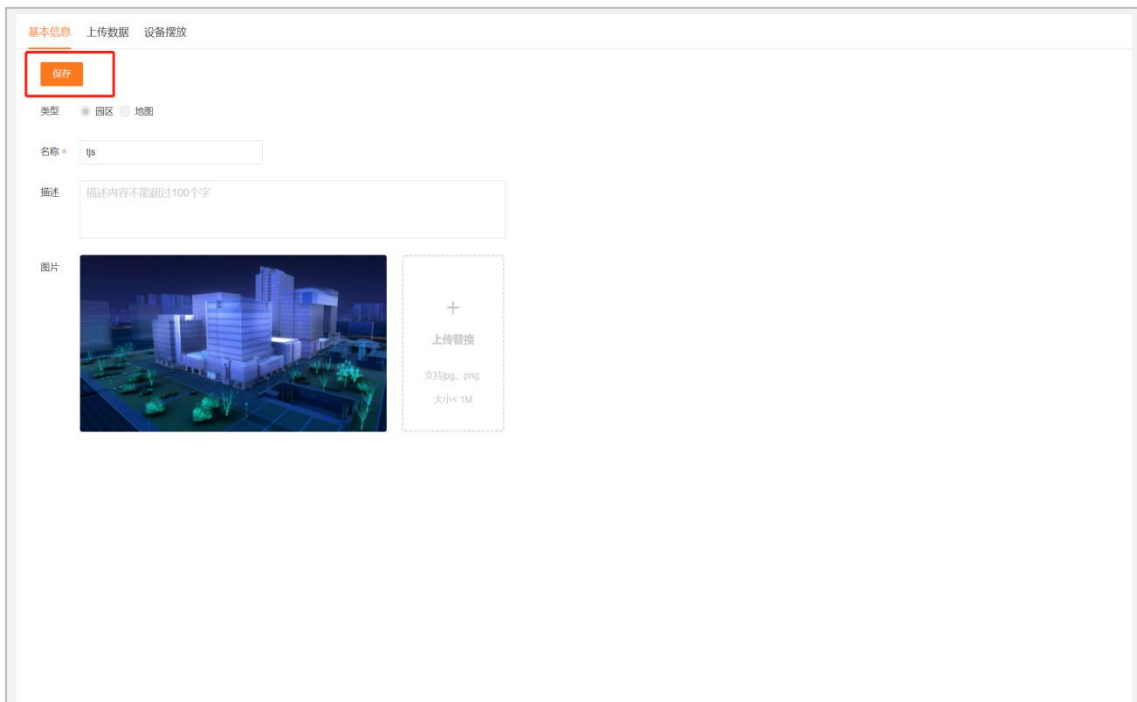 基本信息 上传数据 设备摆放
保存
类型 园区 地图
名称 * tjs
描述 描述内容不能超过100个字
图片
+
上传替换
支持jpg、png
大小< 1M